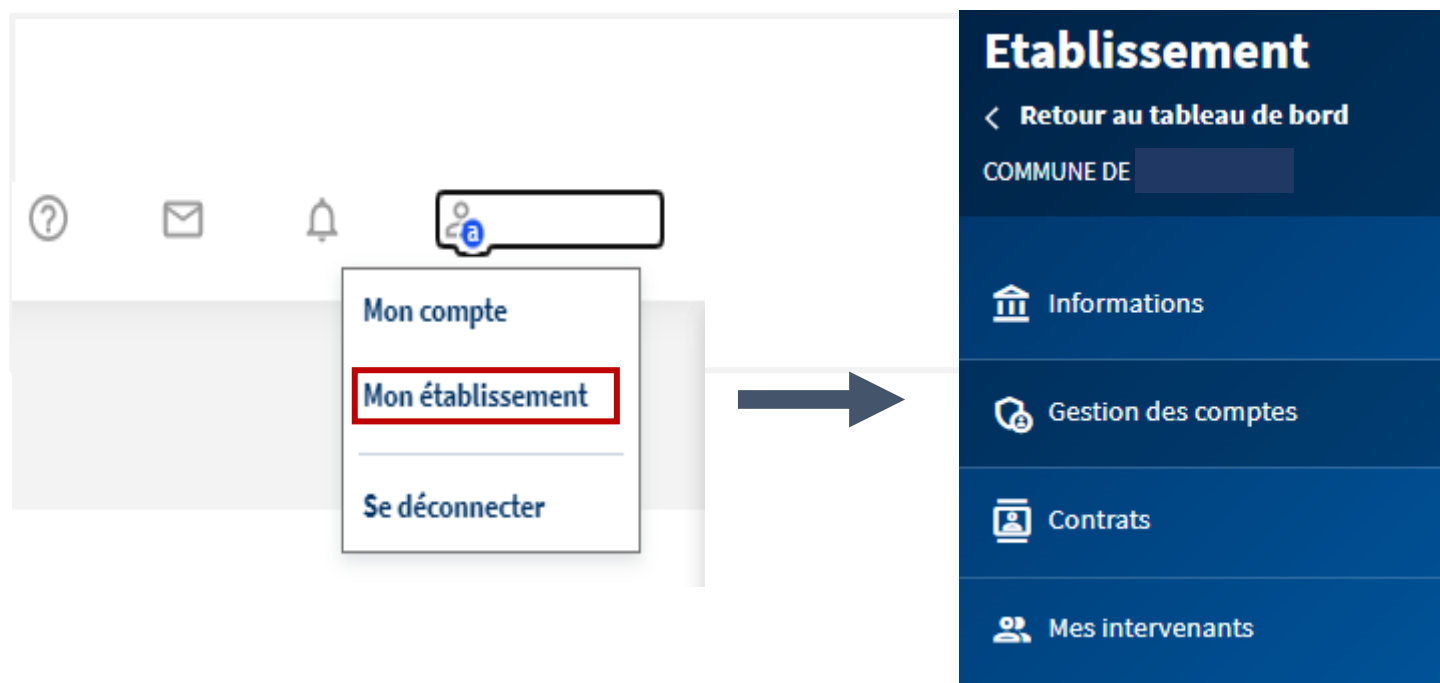 a
Mon compte
Mon établissement
Se déconnecter
Etablissement
Retour au tableau de bord
COMMUNE DE
Informations
Gestion des comptes
Contrats
Mes intervenants